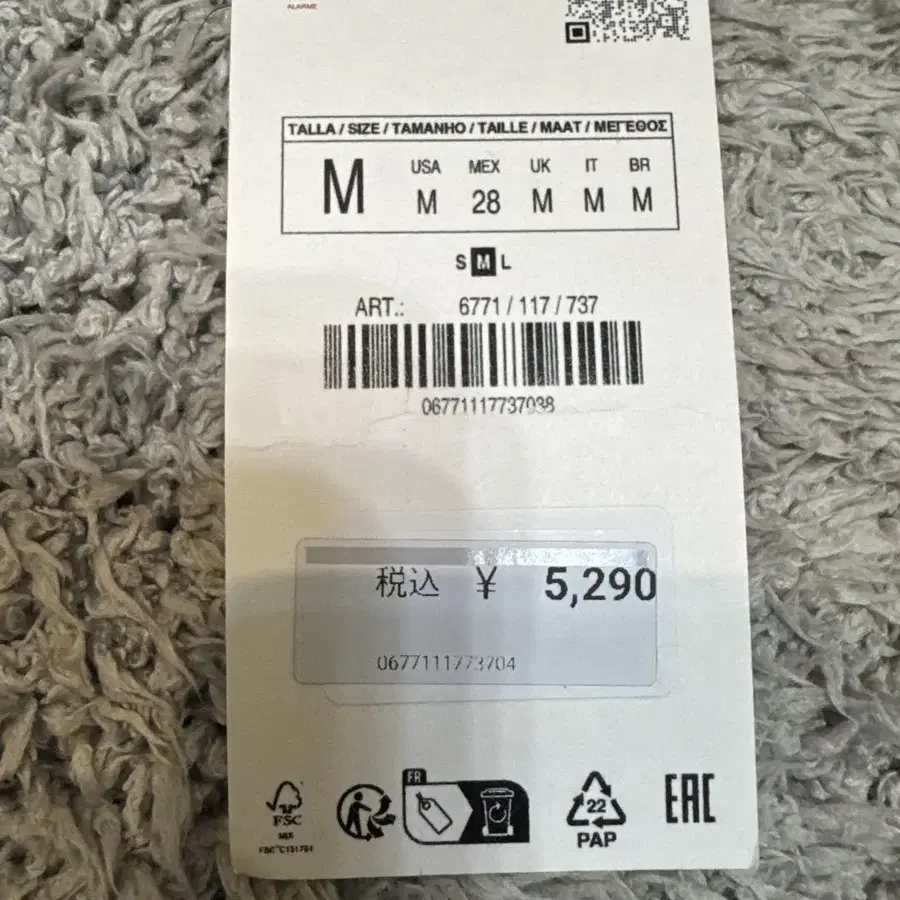 ALARME
TALLA / SIZE / TAMANHO / TAILLE / MAAT / ΜΕΓΕΘΟΣ
M
USA MEX UK IT BR
M 28 M M M
S M L
ART.: 6771 / 117 / 737
06771117737038
税込 ¥ 5,290
0677111773704
FSC
MIX
FSC™C131781
FR
22
PAP
EAC